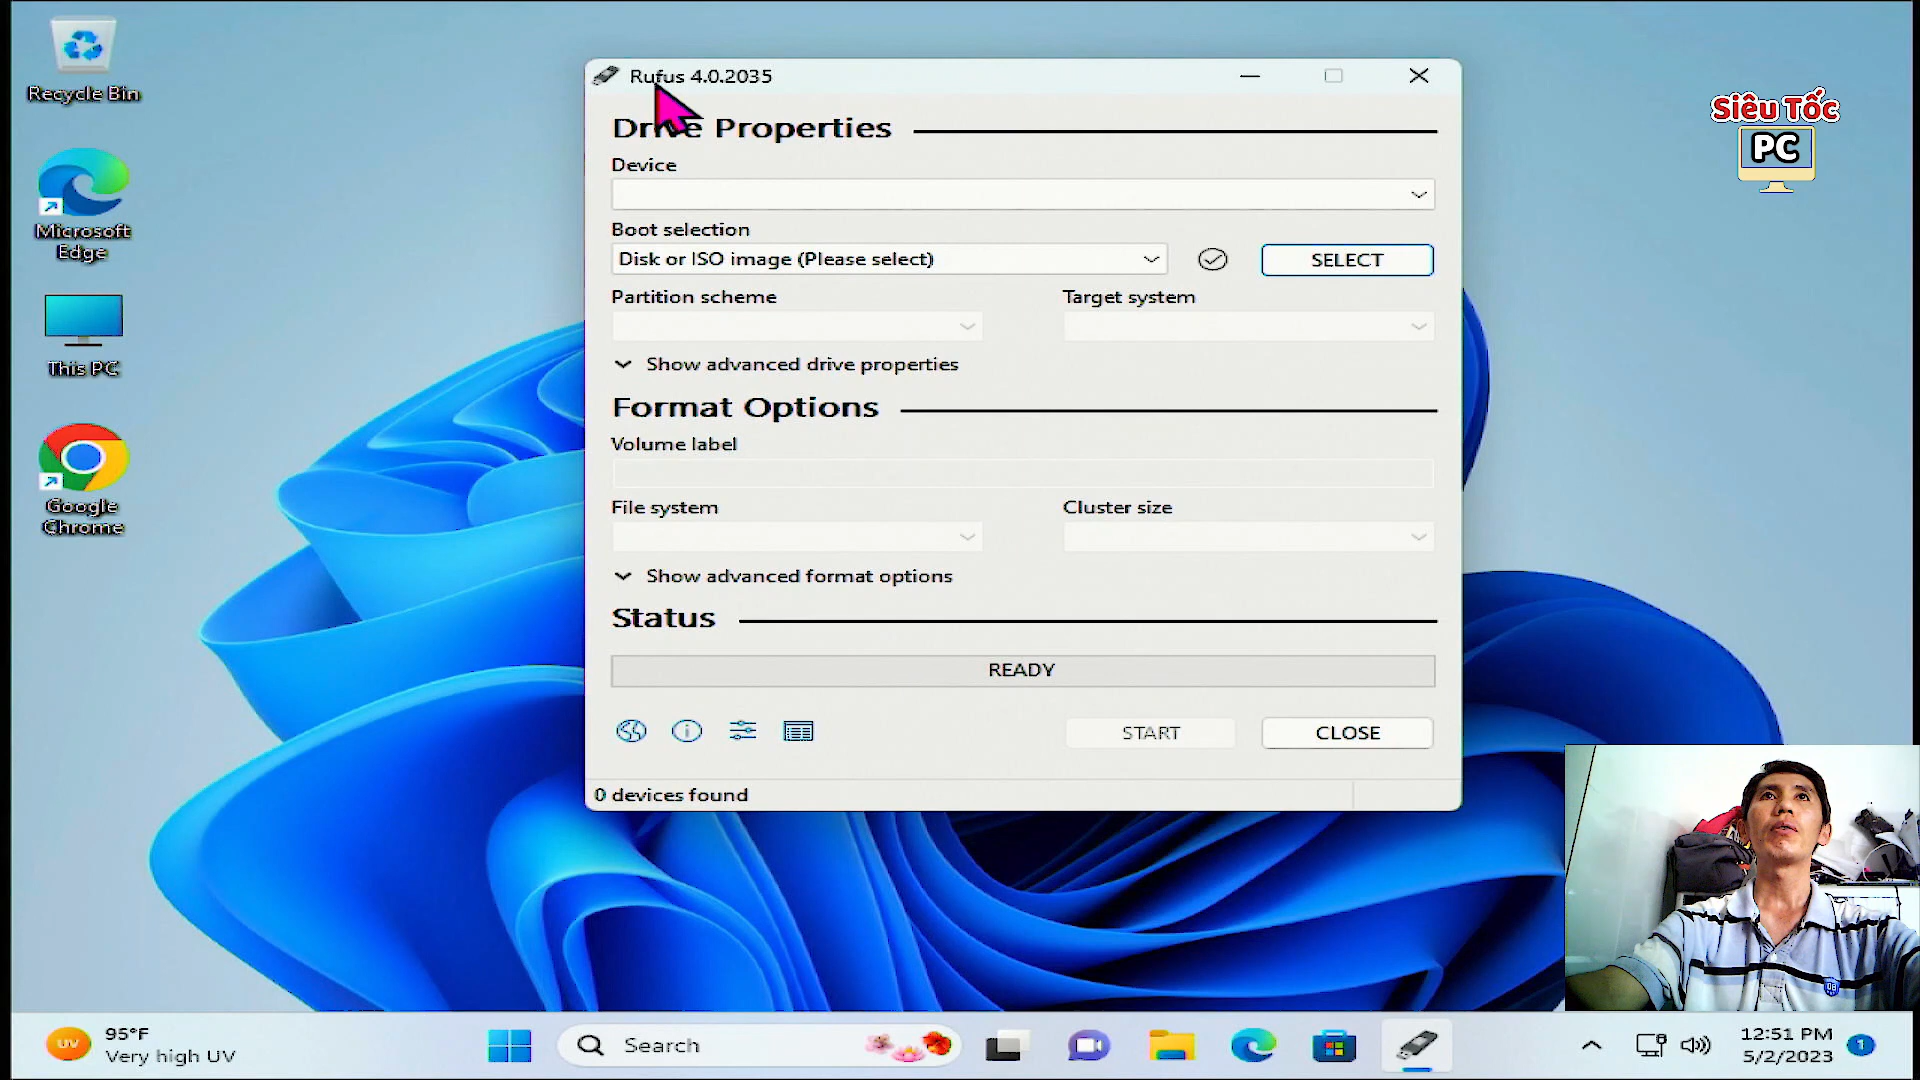 Recycle Bin
Microsoft
Edge
This PC
Google
Chrome
Rufus 4.0.2035
Drive Properties
Device
Boot selection
Disk or ISO image (Please select)
SELECT
Partition scheme
Target system
Show advanced drive properties
Format Options
Volume label
File system
Cluster size
Show advanced format options
Status
READY
START
CLOSE
0 devices found
Siêu Tốc
PC
UV
95°F
Very high UV
Search
12:51 PM
5/2/2023
1